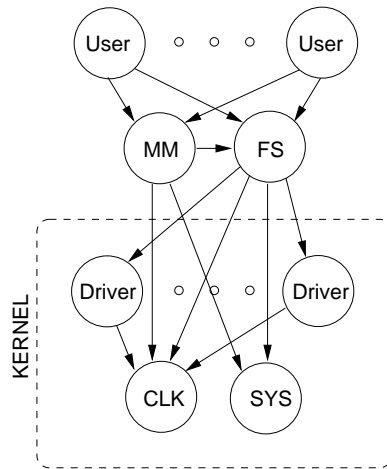 User User
MM FS
KERNEL
Driver Driver
CLK SYS